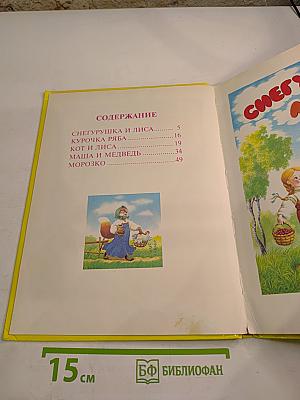 СОДЕРЖАНИЕ
СНЕГУРУШКА И ЛИСА.......... 5
КУРОЧКА РЯБА.................. 16
КОТ И ЛИСА...................... 19
МАША И МЕДВЕДЬ............. 34
МОРОЗКО.......................... 49
СНЕГУ
15 см
БФ БИБЛИОФАН